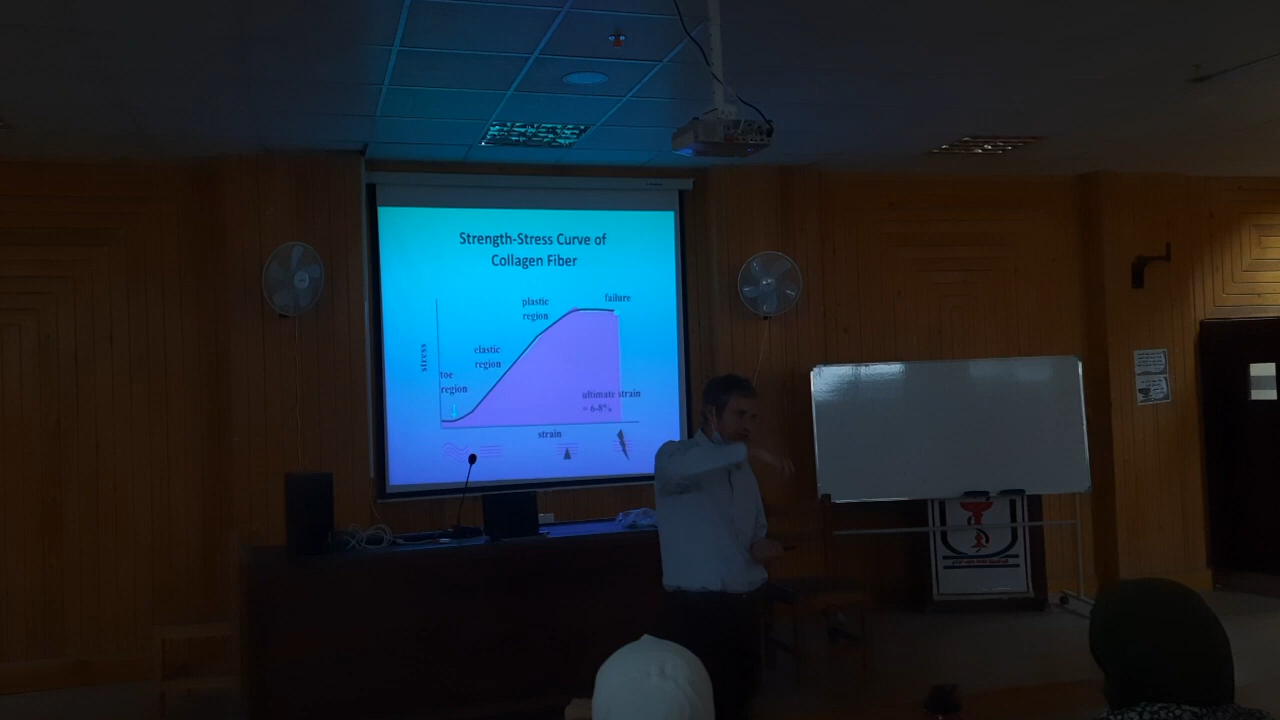 Strength-Stress Curve of
Collagen Fiber
plastic
region
failure
elastic
region
stress
toe
region
ultimate strain
= 6-8%
strain